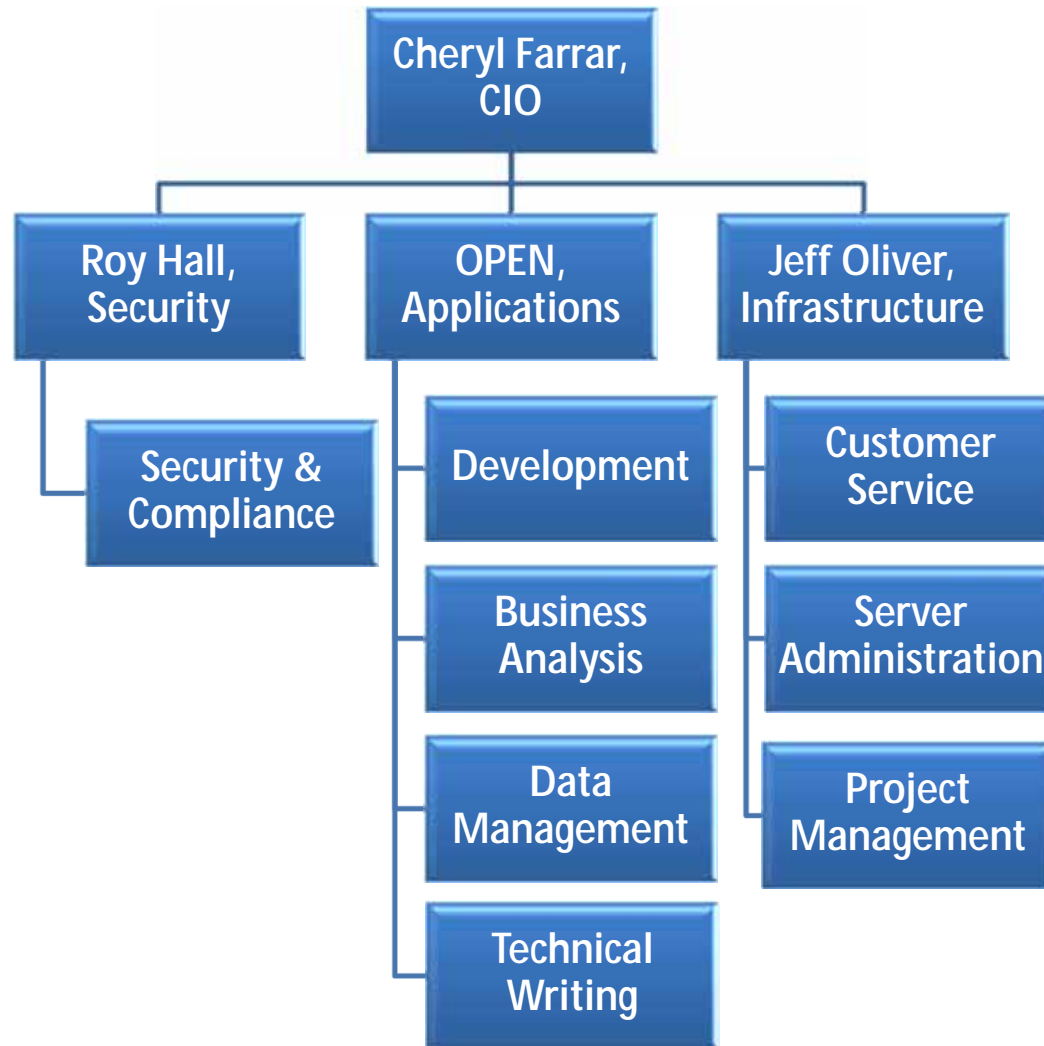 Cheryl Farrar,
CIO
Roy Hall,
Security
OPEN,
Applications
Jeff Oliver,
Infrastructure
Security &
Compliance
Development
Business
Analysis
Data
Management
Technical
Writing
Customer
Service
Server
Administration
Project
Management